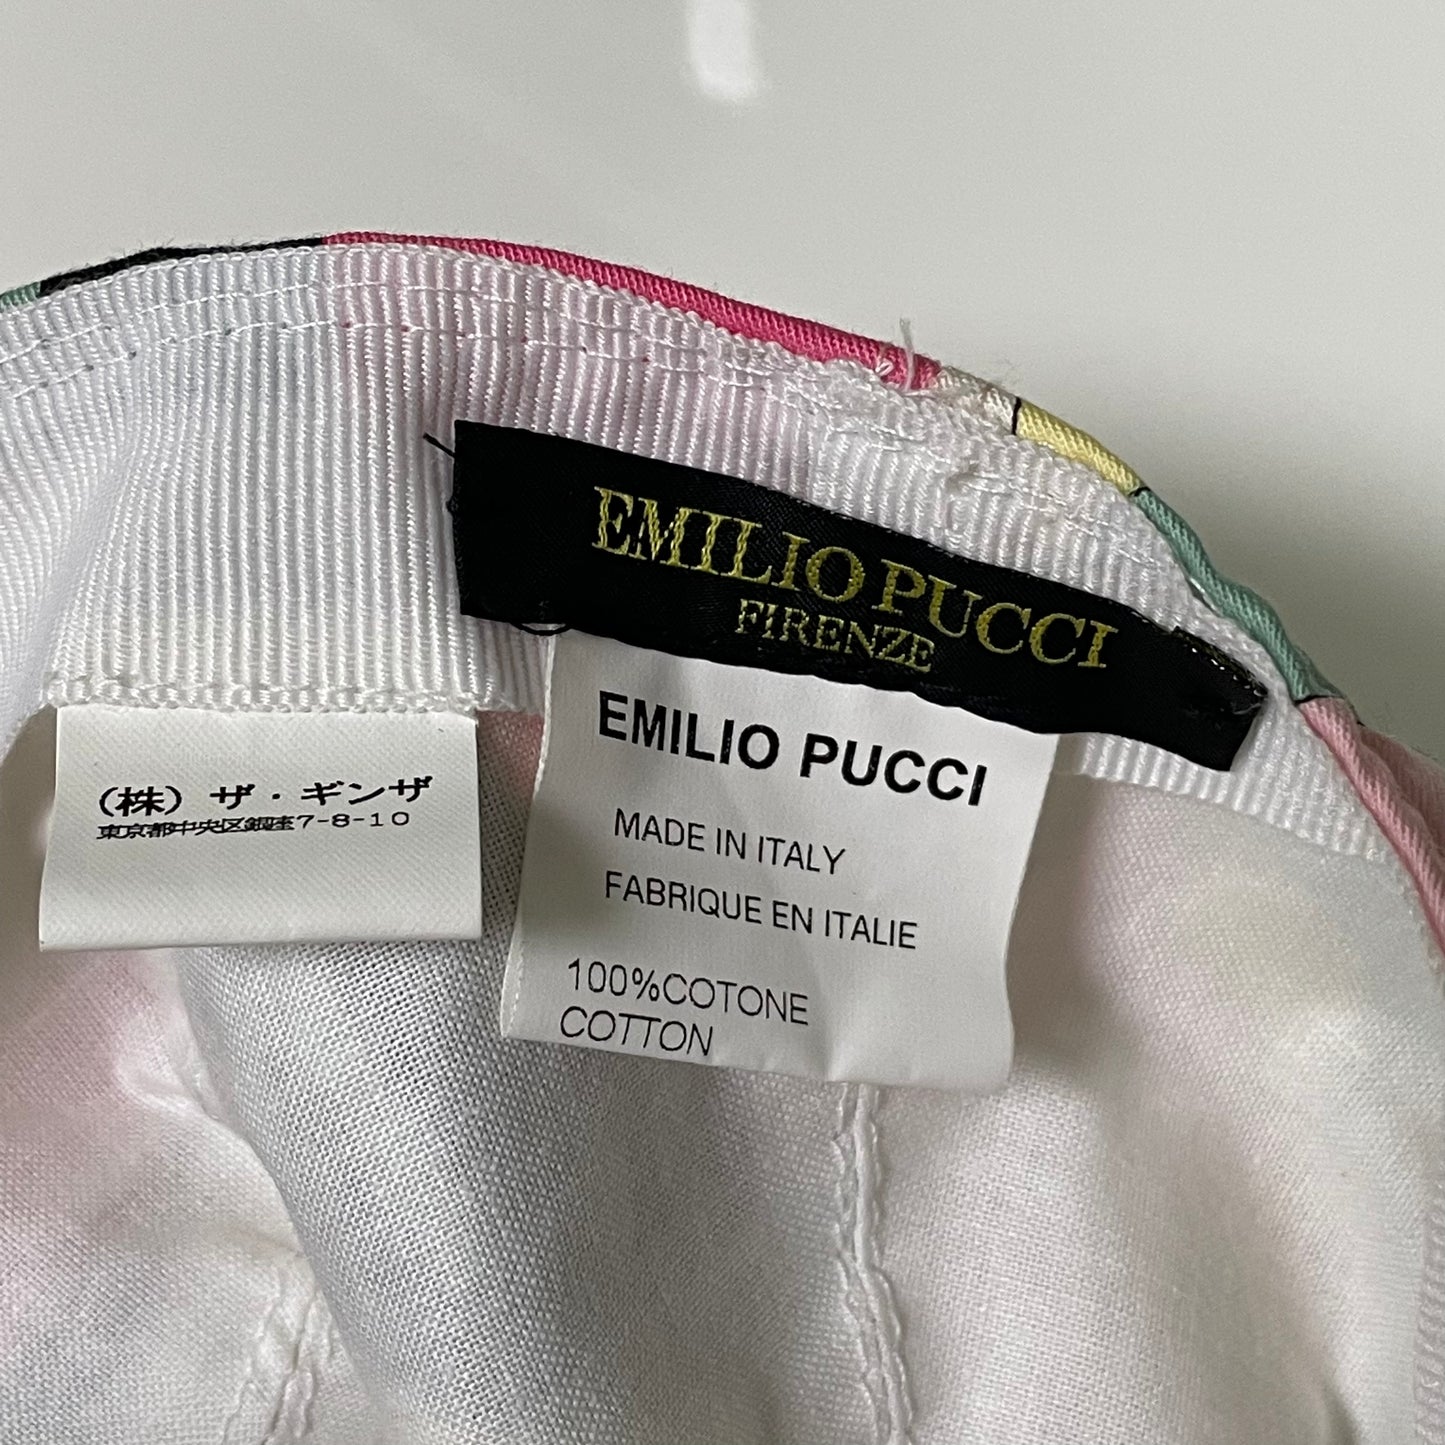 EMILIO PUCCI
FIRENZE
EMILIO PUCCI
MADE IN ITALY
FABRIQUE EN ITALIE
100%COTONE
COTTON
(株) ザ・ギンザ
東京都中央区銀座7-8-10